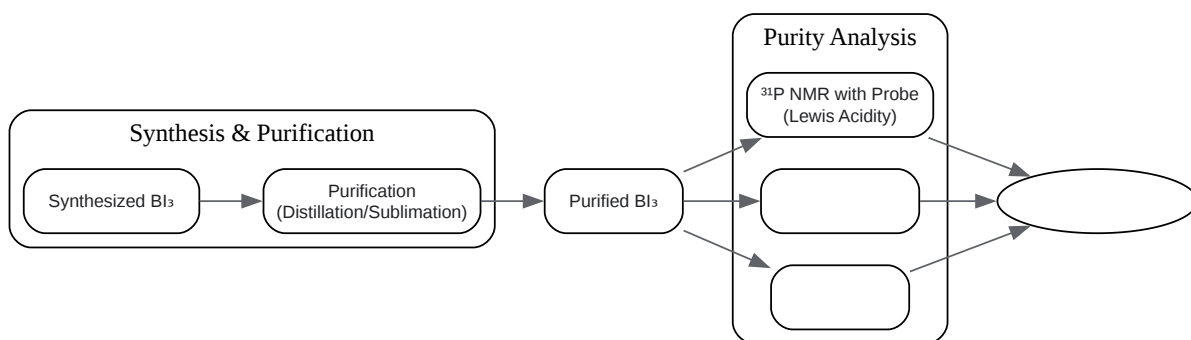 Synthesis & Purification
Synthesized BI₃
Purification
(Distillation/Sublimation)
Purified BI₃
Purity Analysis
³¹P NMR with Probe
(Lewis Acidity)